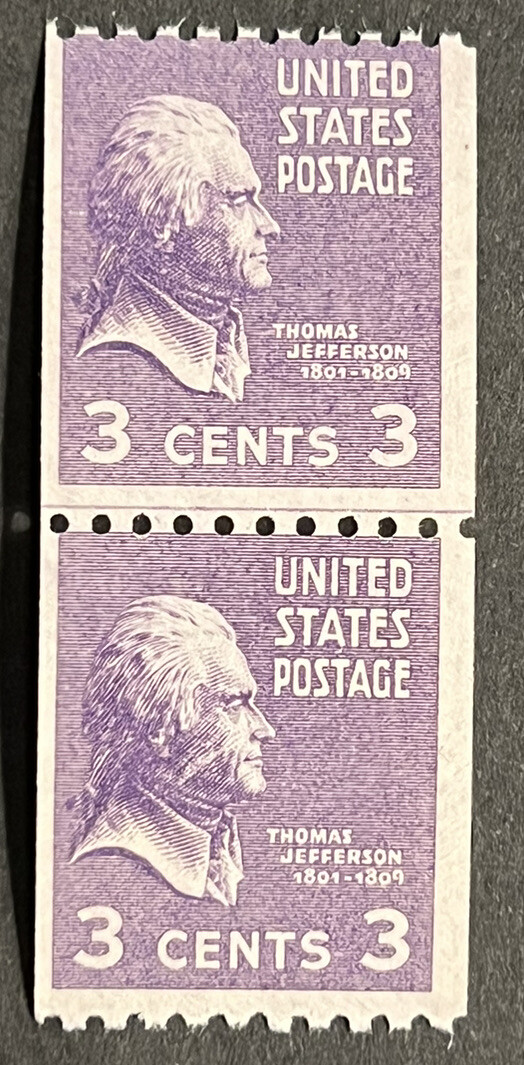 UNITED
STATES
POSTAGE
THOMAS
JEFFERSON
1801-1809
3 CENTS 3
UNITED
STATES
POSTAGE
THOMAS
JEFFERSON
1801-1809
3 CENTS 3